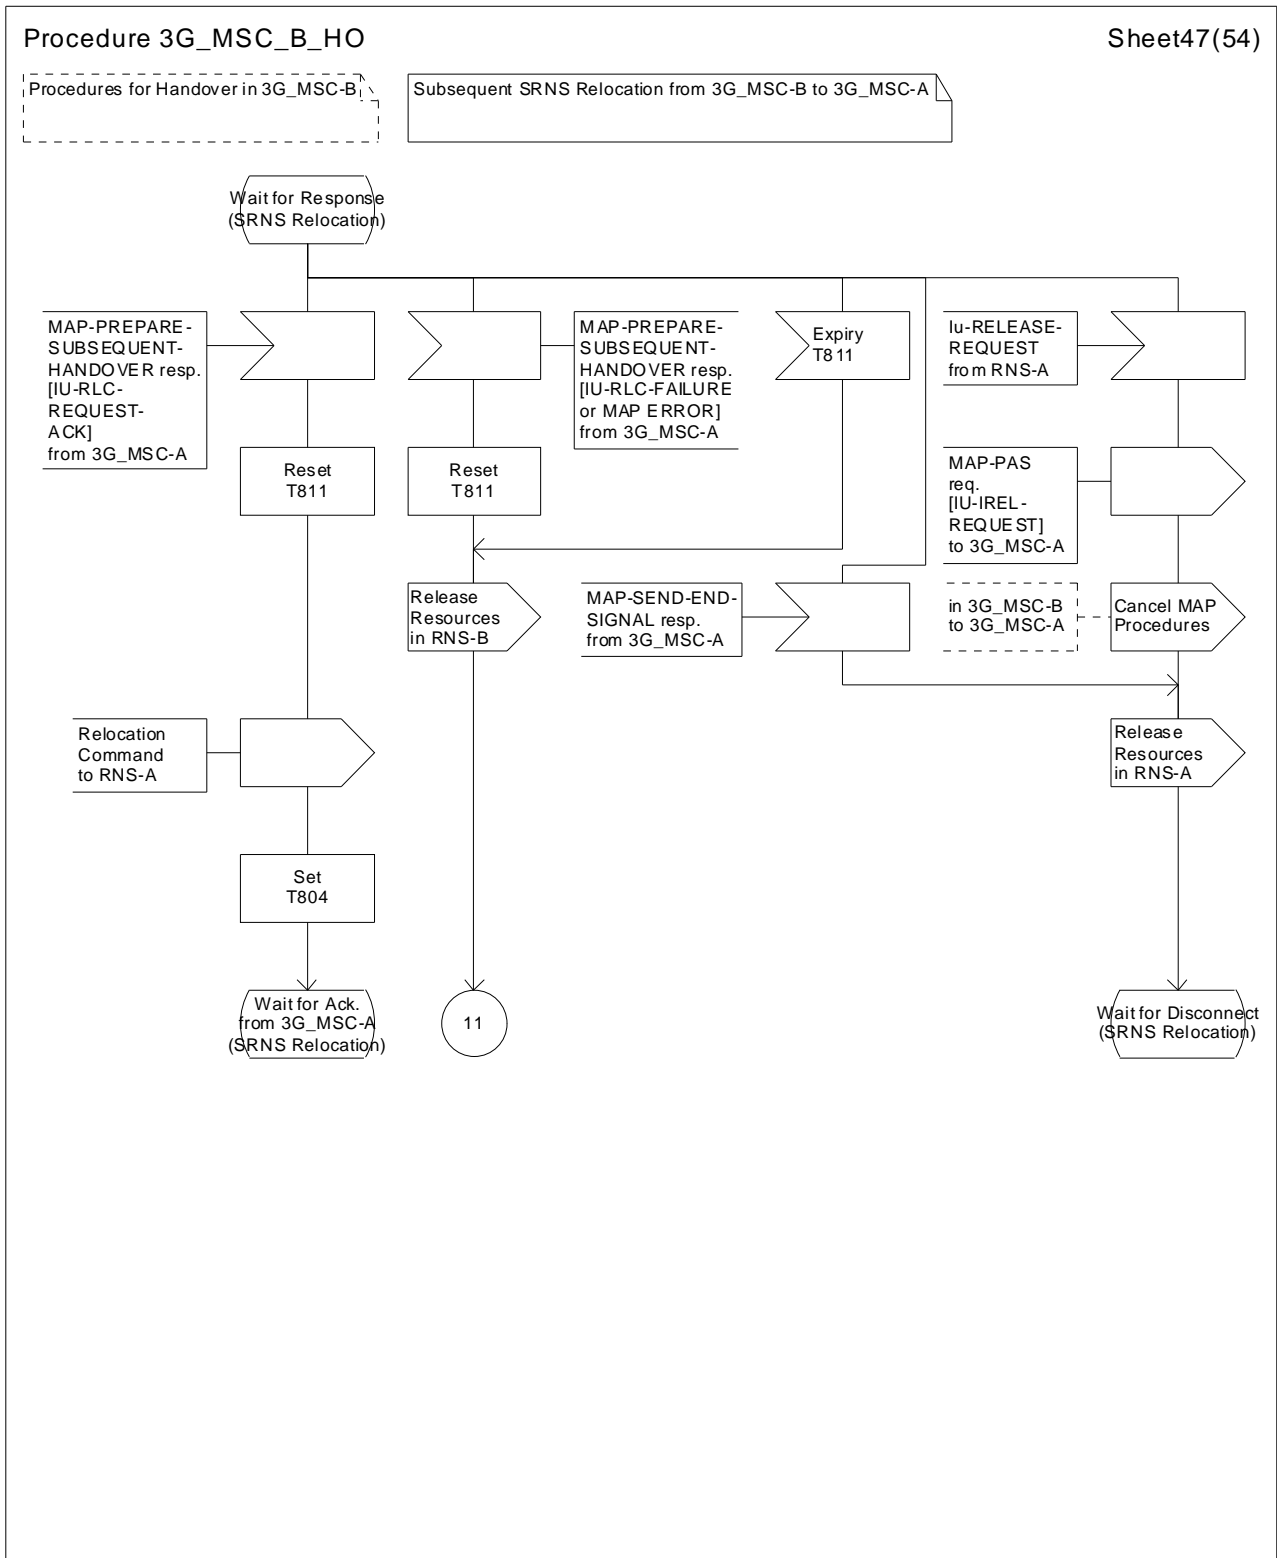 Procedure 3G_MSC_B_HO
Sheet47(54)
Procedures for Handover in 3G_MSC-B
Subsequent SRNS Relocation from 3G_MSC-B to 3G_MSC-A
Wait for Response
(SRNS Relocation)
MAP-PREPARE-
SUBSEQUENT-
HANDOVER resp.
[IU-RLC-
REQUEST-
ACK]
from 3G_MSC-A
MAP-PREPARE-
SUBSEQUENT-
HANDOVER resp.
[IU-RLC-FAILURE
or MAP ERROR]
from 3G_MSC-A
Expiry
T811
Iu-RELEASE-
REQUEST
from RNS-A
Reset
T811
Reset
T811
MAP-PAS
req.
[IU-IREL-
REQUEST]
to 3G_MSC-A
Release
Resources
in RNS-B
MAP-SEND-END-
SIGNAL resp.
from 3G_MSC-A
in 3G_MSC-B
to 3G_MSC-A
Cancel MAP
Procedures
Relocation
Command
to RNS-A
Release
Resources
in RNS-A
Set
T804
Wait for Ack.
from 3G_MSC-A
(SRNS Relocation)
11
Wait for Disconnect
(SRNS Relocation)